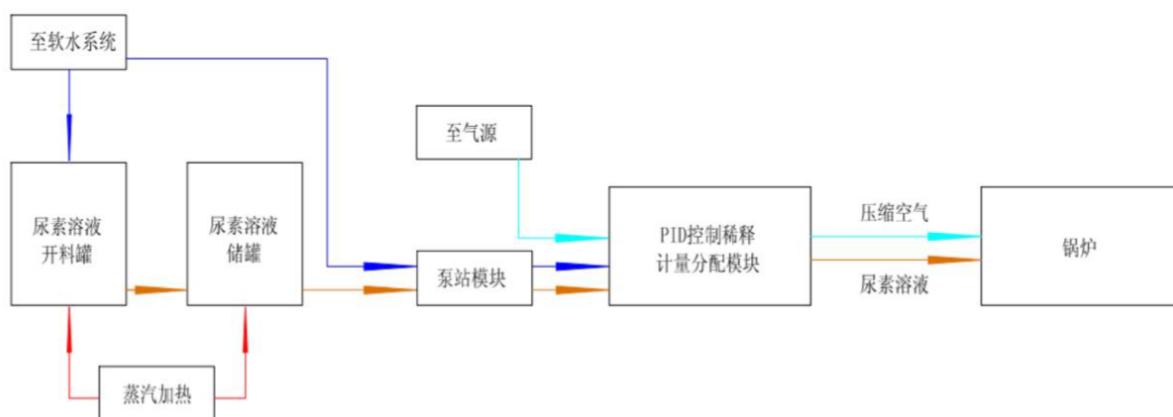 至软水系统
至气源
尿素溶液
开料罐
尿素溶液
储罐
泵站模块
PID控制稀释
计量分配模块
压缩空气
尿素溶液
锅炉
蒸汽加热